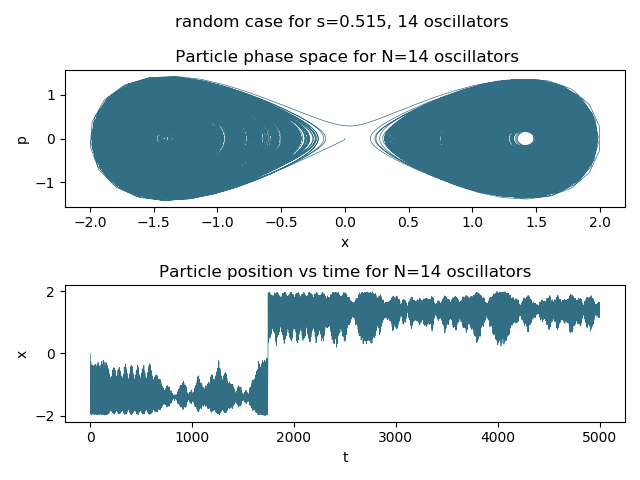 random case for s=0.515, 14 oscillators
Particle phase space for N=14 oscillators
1
0
−1
p
−2.0 −1.5 −1.0 −0.5 0.0 0.5 1.0 1.5 2.0
x
Particle position vs time for N=14 oscillators
2
0
−2
x
0 1000 2000 3000 4000 5000
t